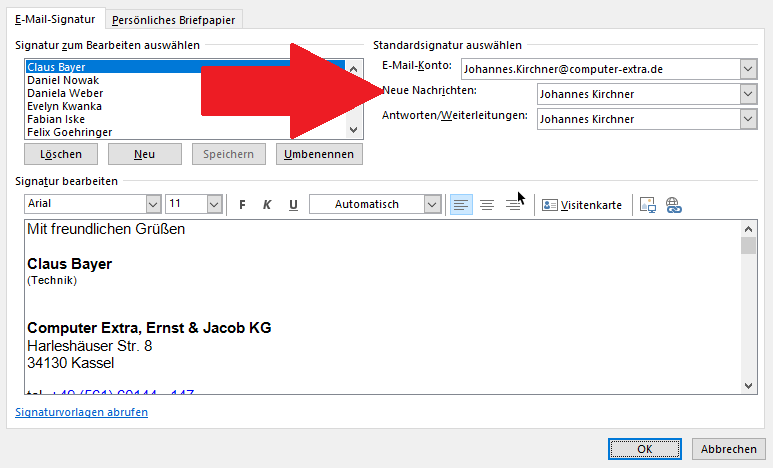 E-Mail-Signatur
Persönliches Briefpapier
Signatur zum Bearbeiten auswählen
Claus Bayer
Daniel Nowak
Daniela Weber
Evelyn Kwanka
Fabian Iske
Felix Goehringer
Löschen
Neu
Speichern
Umbenennen
Standardsignatur auswählen
E-Mail-Konto:
Johannes.Kirchner@computer-extra.de
Neue Nachrichten:
Johannes Kirchner
Antworten/Weiterleitungen:
Johannes Kirchner
Signatur bearbeiten
Arial
11
F
K
U
Automatisch
Visitenkarte
Mit freundlichen Grüßen
Claus Bayer
(Technik)
Computer Extra, Ernst & Jacob KG
Harleshäuser Str. 8
34130 Kassel
Signaturvorlagen abrufen
OK
Abbrechen